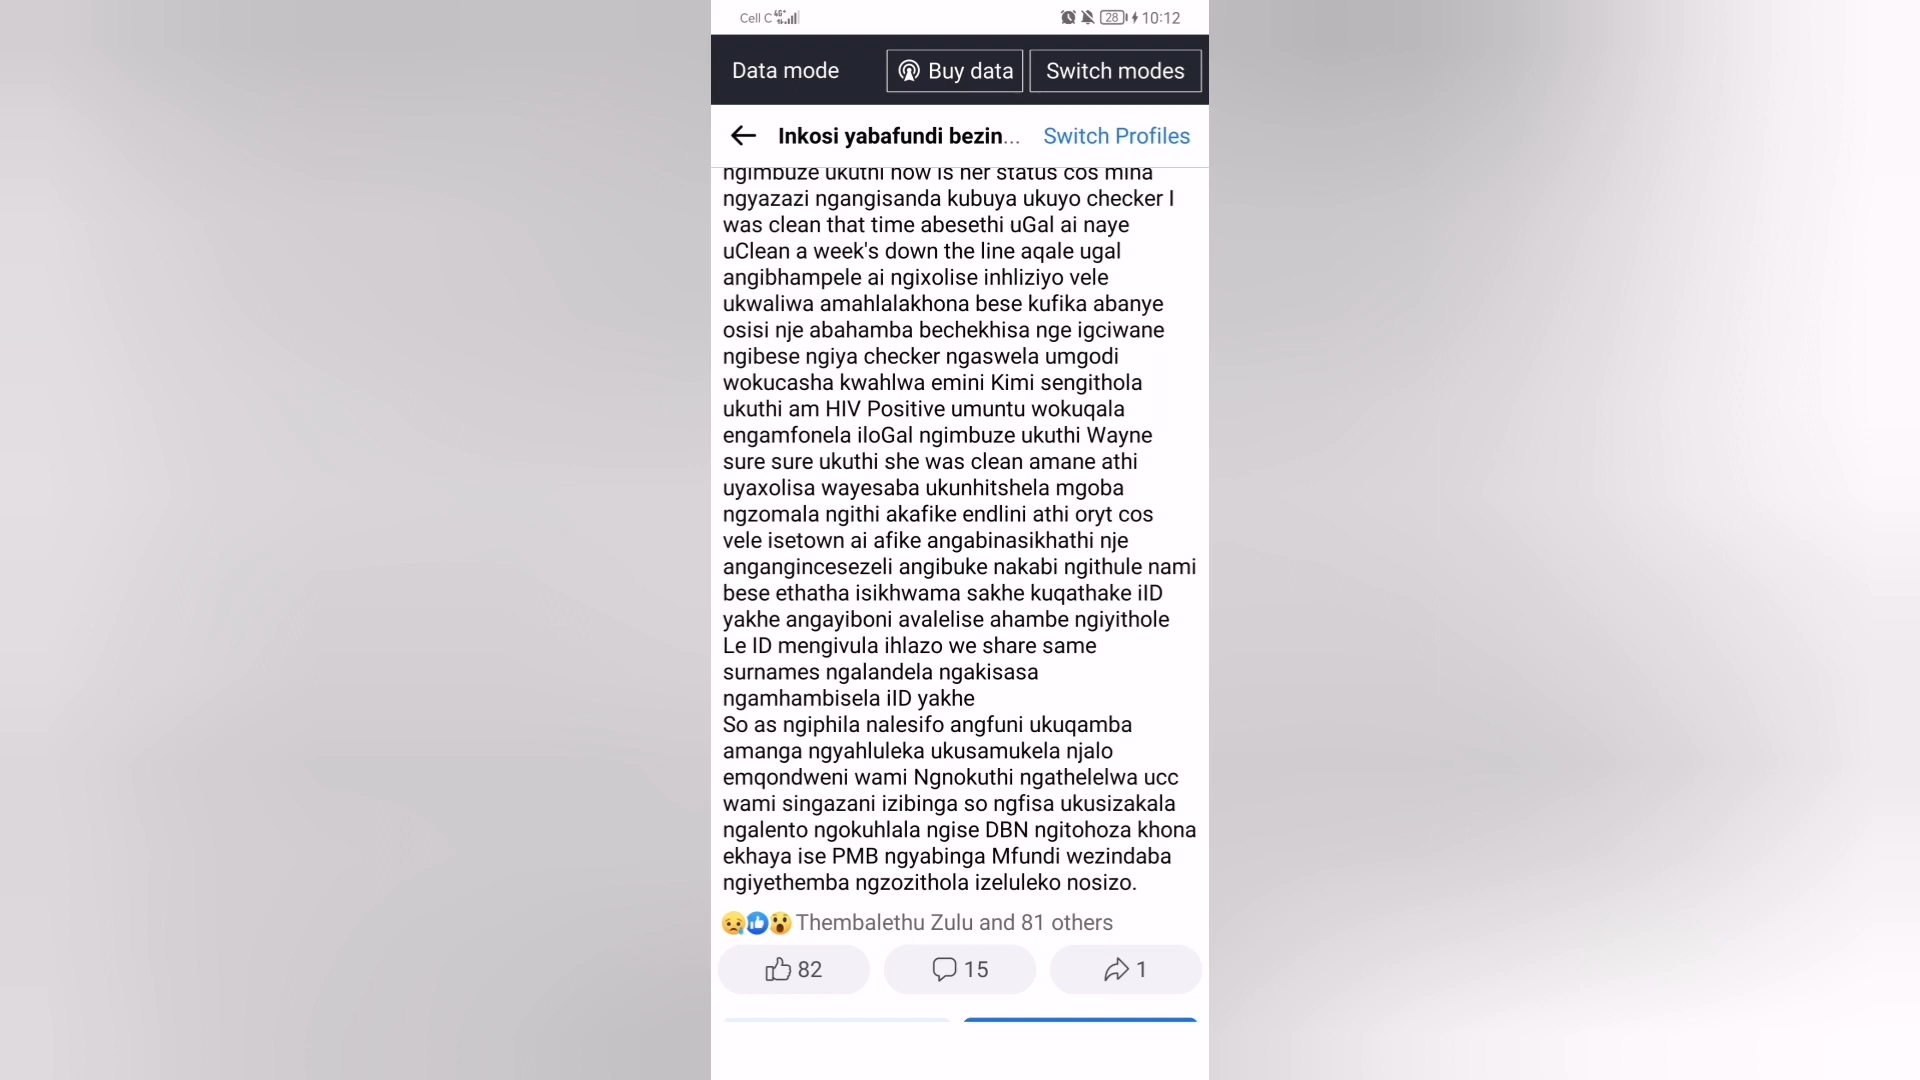 Cell C 4G+ 28 10:12
Data mode Buy data Switch modes
Inkosi yabafundi bezin... Switch Profiles
ngimbuze ukuthi how is her status cos mina
ngyazazi ngangisanda kubuya ukuyo checker I
was clean that time abesethi uGal ai naye
uClean a week's down the line aqale ugal
angibhampele ai ngixolise inhliziyo vele
ukwaliwa amahlalakhona bese kufika abanye
osisi nje abahamba bechekhisa nge igciwane
ngibese ngiya checker ngaswela umgodi
wokucasha kwahlwa emini Kimi sengithola
ukuthi am HIV Positive umuntu wokuqala
engamfonela iloGal ngimbuze ukuthi Wayne
sure sure ukuthi she was clean amane athi
uyaxolisa wayesaba ukunhitshela mgoba
ngzomala ngithi akafike endlini athi oryt cos
vele isetown ai afike angabinasikhathi nje
angangincesezeli angibuke nakabi ngithule nami
bese ethatha isikhwama sakhe kuqathake iID
yakhe angayiboni avalelise ahambe ngiyithole
Le ID mengivula ihlazo we share same
surnames ngalandela ngakisasa
ngamhambisela iID yakhe
So as ngiphila nalesifo angfuni ukuqamba
amanga ngyahluleka ukusamukela njalo
emqondweni wami Ngnokuthi ngathelelwa ucc
wami singazani izibinga so ngfisa ukusizakala
ngalento ngokuhlala ngise DBN ngitohoza khona
ekhaya ise PMB ngyabinga Mfundi wezindaba
ngiyethemba ngzozithola izeluleko nosizo.
Thembalethu Zulu and 81 others
82 15 1